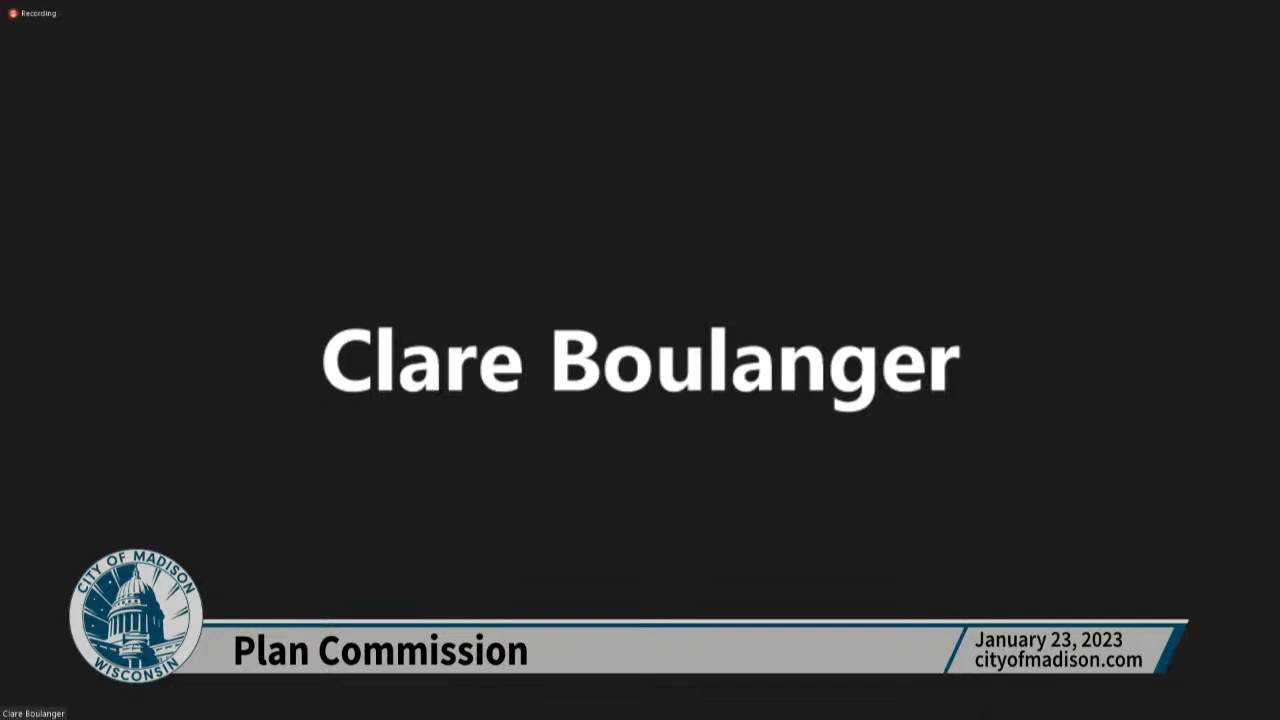 Recording
Clare Boulanger
CITY OF MADISON
WISCONSIN
Plan Commission
January 23, 2023
cityofmadison.com
Clare Boulanger